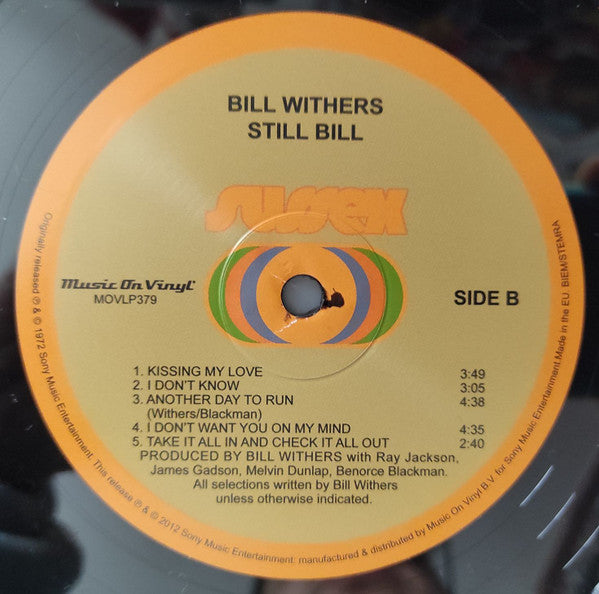 BILL WITHERS
STILL BILL
sussex
Music On Vinyl
MOVLP379
SIDE B
1. KISSING MY LOVE 3:49
2. I DON'T KNOW 3:05
3. ANOTHER DAY TO RUN 4:38
(Withers/Blackman)
4. I DON'T WANT YOU ON MY MIND 4:35
5. TAKE IT ALL IN AND CHECK IT ALL OUT 2:40
PRODUCED BY BILL WITHERS with Ray Jackson,
James Gadson, Melvin Dunlap, Benorce Blackman.
All selections written by Bill Withers
unless otherwise indicated.
Originally released ℗ & © 1972 Sony Music Entertainment. This release ℗ & © 2012 Sony Music Entertainment: manufactured & distributed by Music On Vinyl B.V. for Sony Music Entertainment. Made in the EU. BIEM/STEMRA